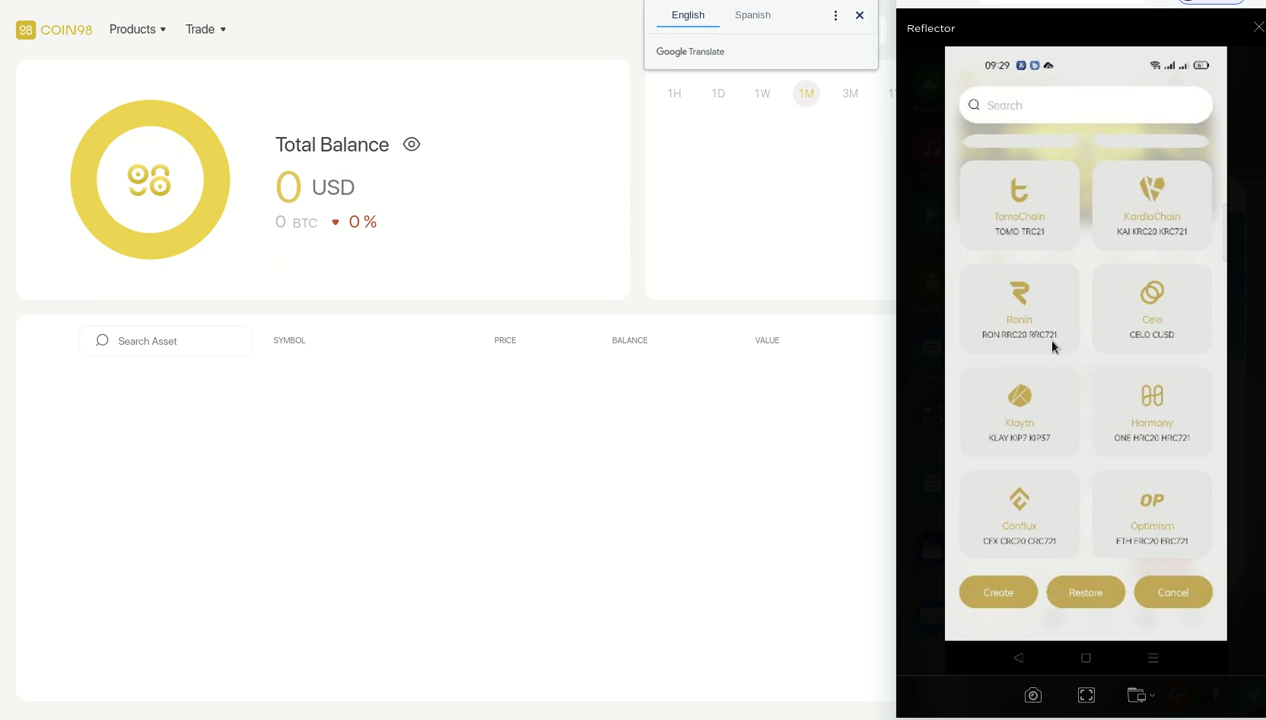 98 COIN98
Products
Trade
English
Spanish
Google Translate
1H
1D
1W
1M
3M
Total Balance
0 USD
0 BTC
0 %
Search Asset
SYMBOL
PRICE
BALANCE
VALUE
Reflector
09:29
Search
TomoChain
TOMO TRC21
KardiaChain
KAI KRC20 KRC721
Ronin
RON RRC20 RRC721
Celo
CELO CUSD
Klaytn
KLAY KIP7 KIP37
Harmony
ONE HRC20 HRC721
Conflux
CFX CRC20 CRC721
OP
Optimism
ETH ERC20 ERC721
Create
Restore
Cancel